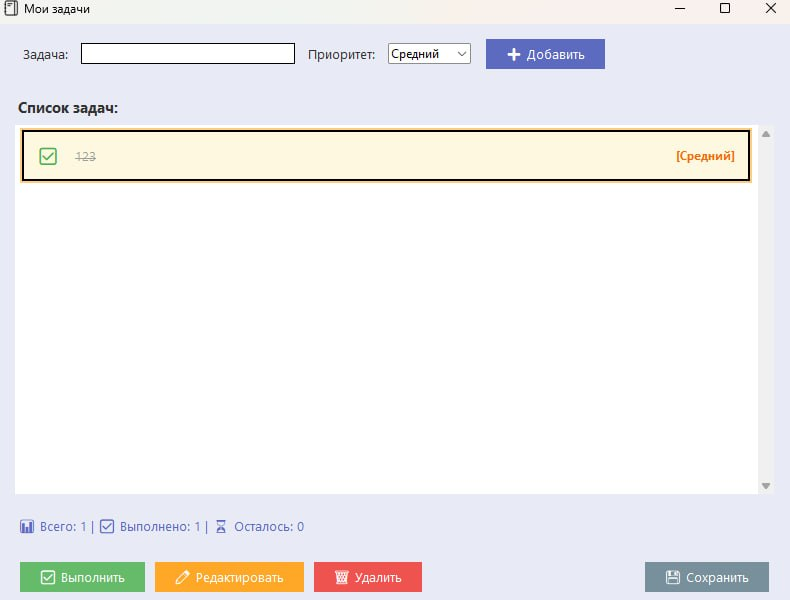 Мои задачи
Задача: Приоритет: Средний Добавить
Список задач:
123 [Средний]
Всего: 1 | Выполнено: 1 | Осталось: 0
Выполнить Редактировать Удалить Сохранить